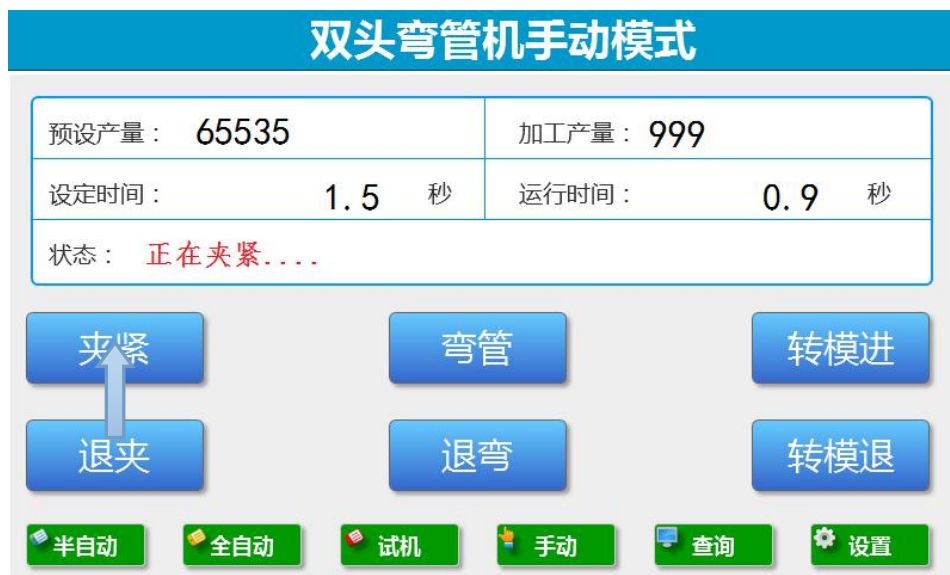 双头弯管机手动模式
预设产量： 65535 加工产量： 999
设定时间： 1.5 秒 运行时间： 0.9 秒
状态： 正在夹紧....
夹紧 弯管 转模进
退夹 退弯 转模退
半自动 全自动 试机 手动 查询 设置